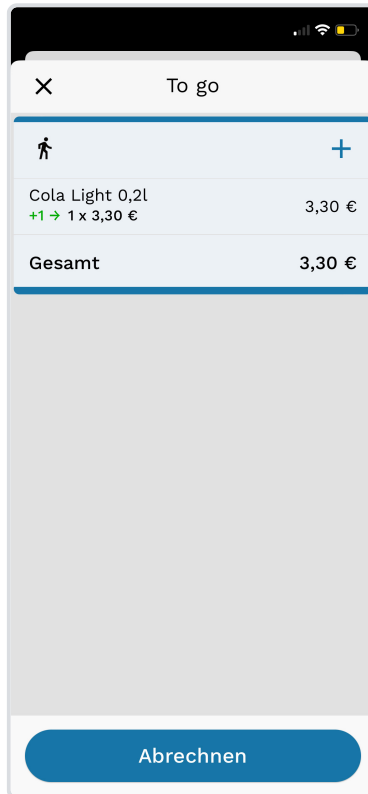 To go
Cola Light 0,2l
+1 → 1 x 3,30 €
3,30 €
Gesamt
3,30 €
Abrechnen